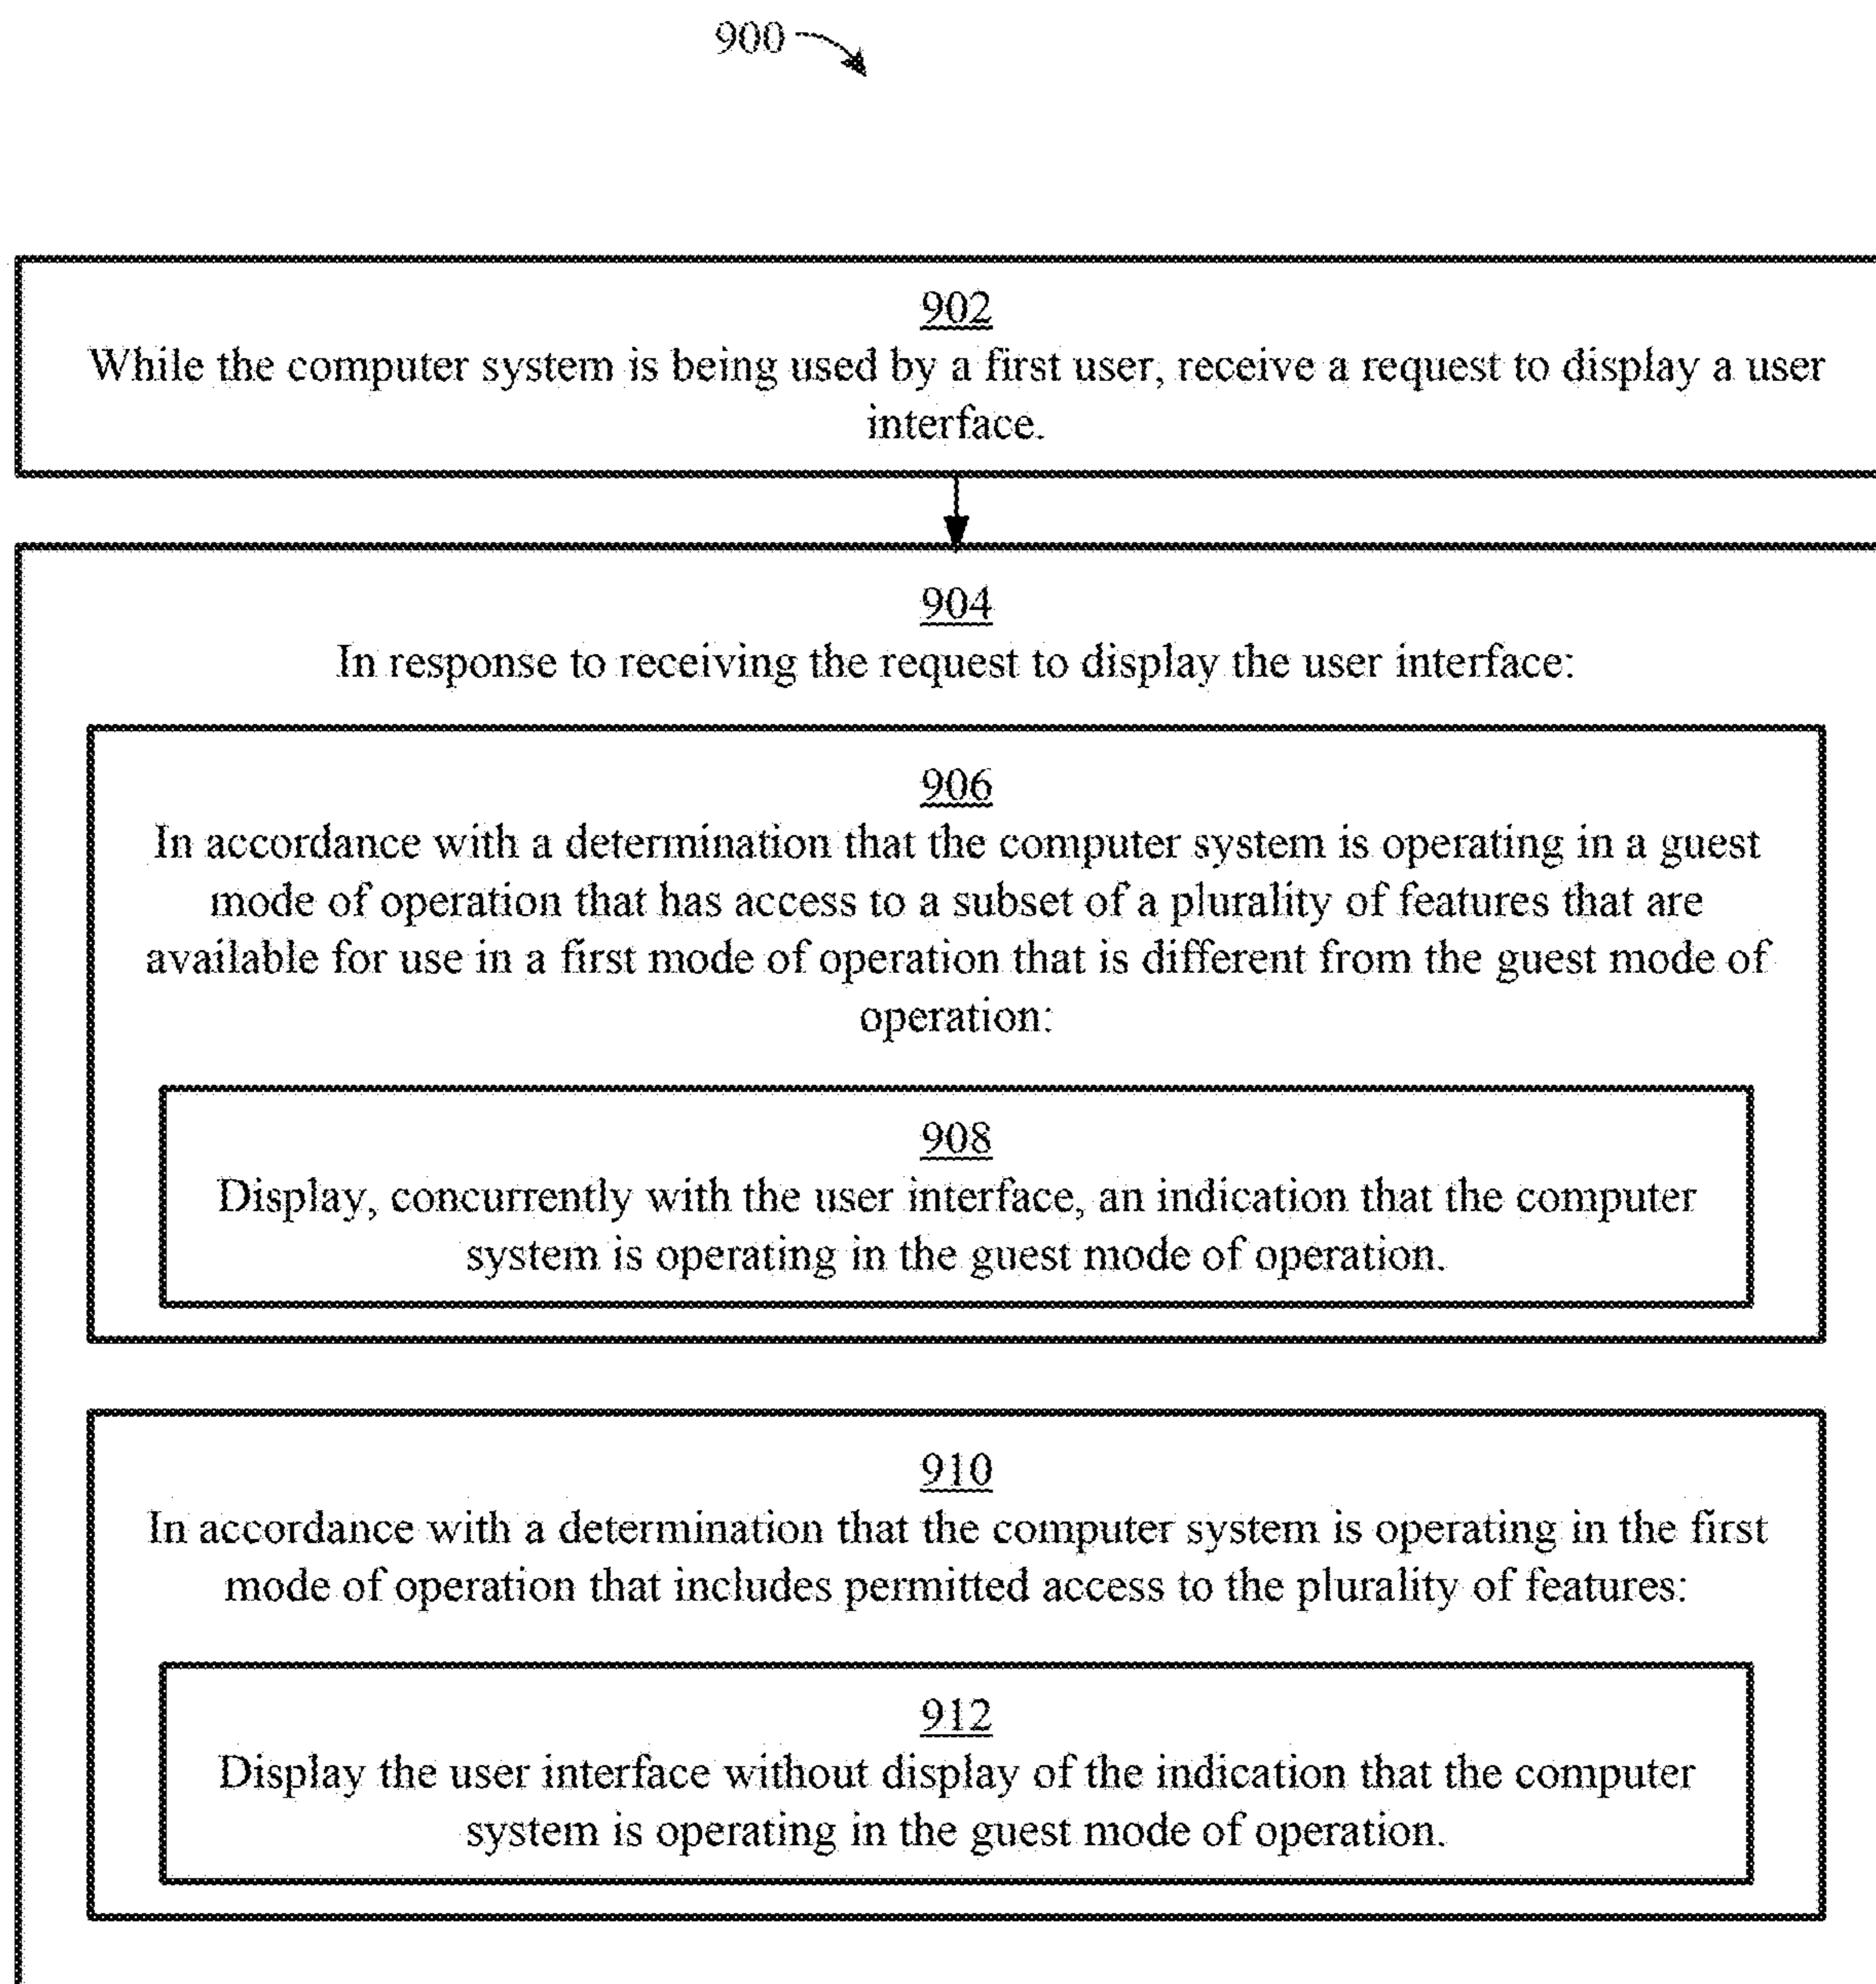 900
902
While the computer system is being used by a first user, receive a request to display a user
interface.
904
In response to receiving the request to display the user interface:
906
In accordance with a determination that the computer system is operating in a guest
mode of operation that has access to a subset of a plurality of features that are
available for use in a first mode of operation that is different from the guest mode of
operation:
908
Display, concurrently with the user interface, an indication that the computer
system is operating in the guest mode of operation.
910
In accordance with a determination that the computer system is operating in the first
mode of operation that includes permitted access to the plurality of features:
912
Display the user interface without display of the indication that the computer
system is operating in the guest mode of operation.